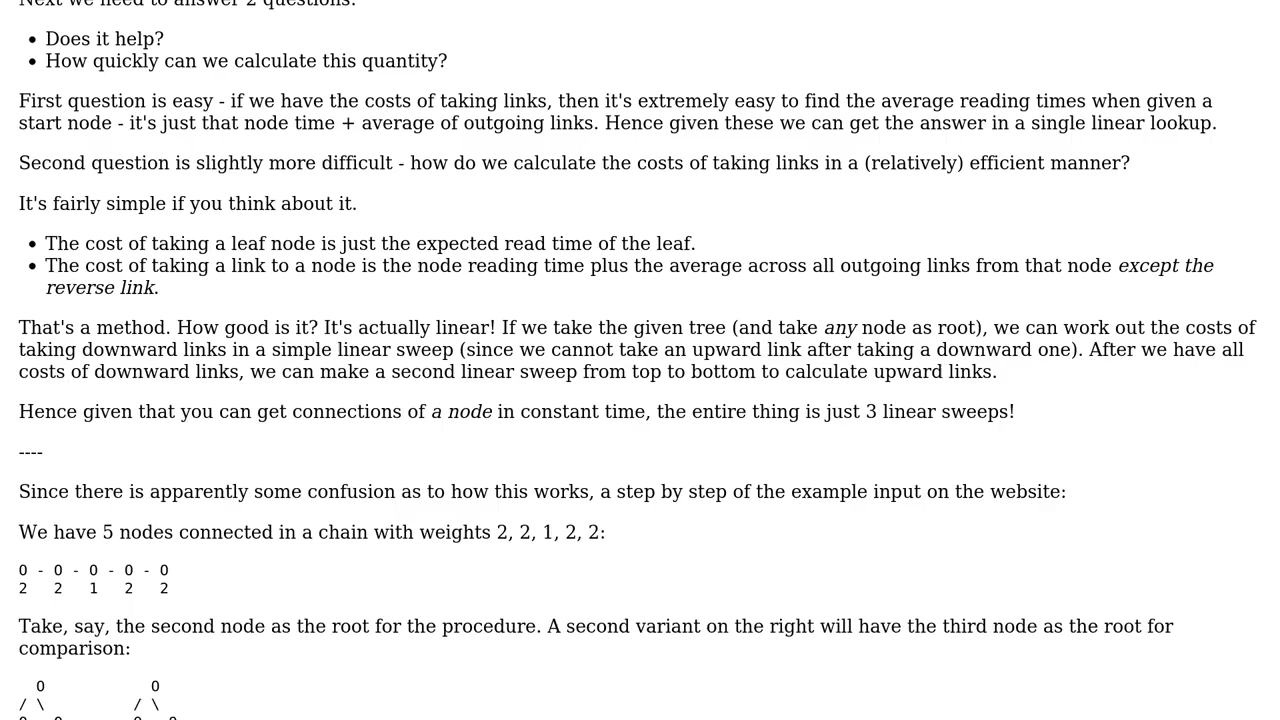 Next we need to answer 2 questions:
• Does it help?
• How quickly can we calculate this quantity?
First question is easy - if we have the costs of taking links, then it's extremely easy to find the average reading times when given a
start node - it's just that node time + average of outgoing links. Hence given these we can get the answer in a single linear lookup.
Second question is slightly more difficult - how do we calculate the costs of taking links in a (relatively) efficient manner?
It's fairly simple if you think about it.
• The cost of taking a leaf node is just the expected read time of the leaf.
• The cost of taking a link to a node is the node reading time plus the average across all outgoing links from that node except the
reverse link.
That's a method. How good is it? It's actually linear! If we take the given tree (and take any node as root), we can work out the costs of
taking downward links in a simple linear sweep (since we cannot take an upward link after taking a downward one). After we have all
costs of downward links, we can make a second linear sweep from top to bottom to calculate upward links.
Hence given that you can get connections of a node in constant time, the entire thing is just 3 linear sweeps!
----
Since there is apparently some confusion as to how this works, a step by step of the example input on the website:
We have 5 nodes connected in a chain with weights 2, 2, 1, 2, 2:
O - O - O - O - O
2   2   1   2   2
Take, say, the second node as the root for the procedure. A second variant on the right will have the third node as the root for
comparison:
  O            O
/ \          / \